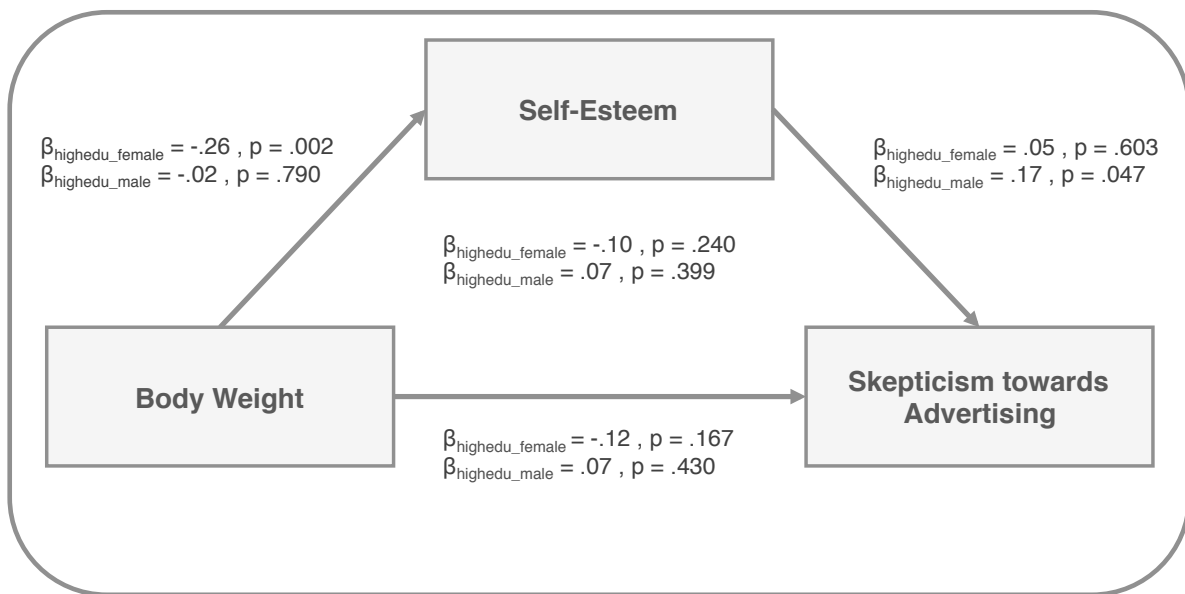 Self-Esteem
βhighedu_female = -.26 , p = .002
βhighedu_male = -.02 , p = .790
βhighedu_female = .05 , p = .603
βhighedu_male = .17 , p = .047
βhighedu_female = -.10 , p = .240
βhighedu_male = .07 , p = .399
Body Weight
Skepticism towards
Advertising
βhighedu_female = -.12 , p = .167
βhighedu_male = .07 , p = .430